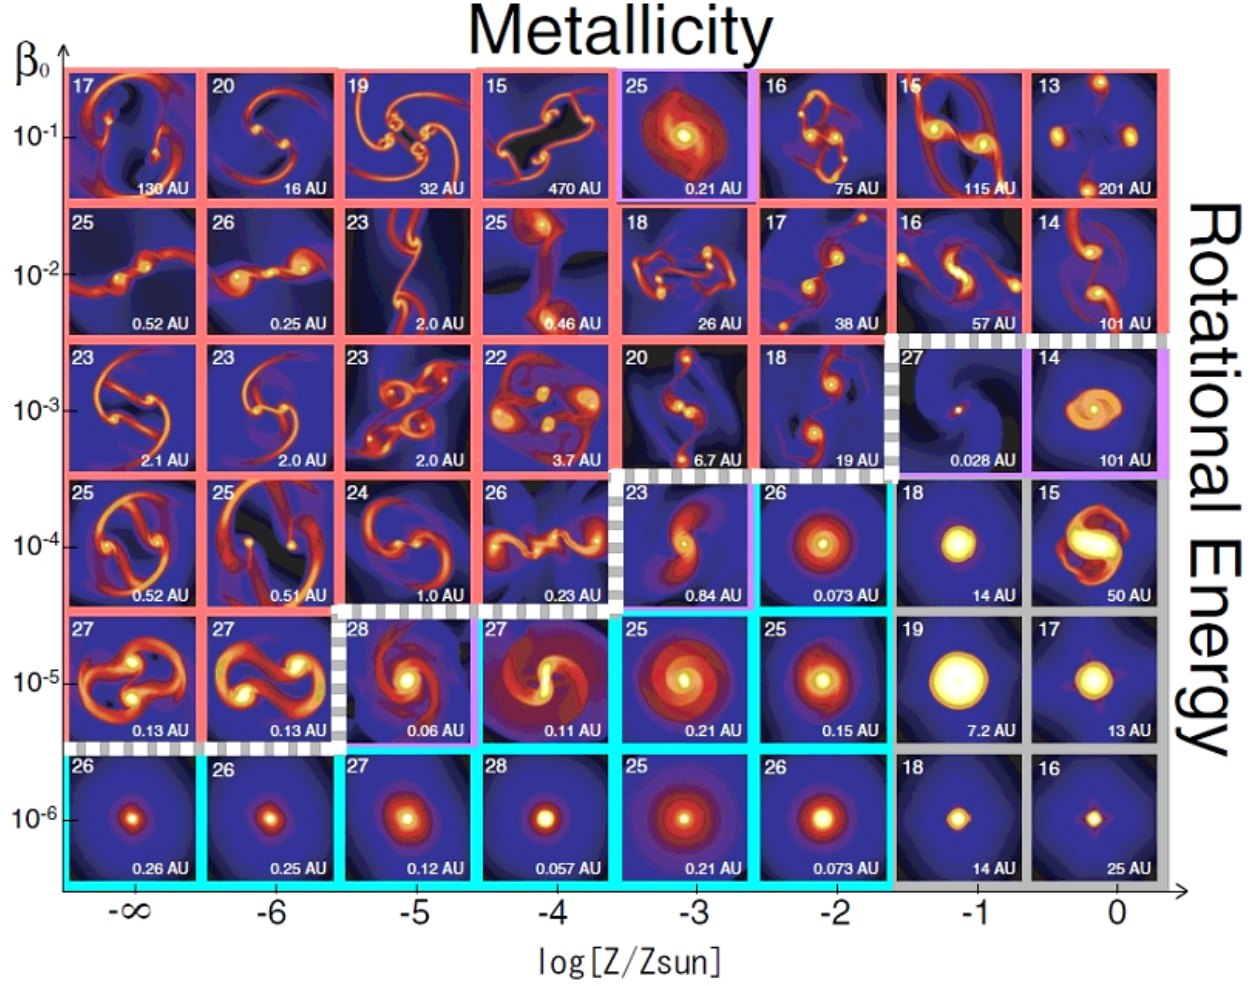 Metallicity
β0
17 20 19 15 25 16 15 13
10-1
130 AU 16 AU 32 AU 470 AU 0.21 AU 75 AU 115 AU 201 AU
25 26 23 25 18 17 16 14
10-2
0.52 AU 0.25 AU 2.0 AU 0.46 AU 26 AU 38 AU 57 AU 101 AU
23 23 23 22 20 18 27 14
10-3
2.1 AU 2.0 AU 2.0 AU 3.7 AU 6.7 AU 19 AU 0.028 AU 101 AU
25 25 24 26 23 26 18 15
10-4
0.52 AU 0.51 AU 1.0 AU 0.23 AU 0.84 AU 0.073 AU 14 AU 50 AU
27 27 28 27 25 25 19 17
10-5
0.13 AU 0.13 AU 0.06 AU 0.11 AU 0.21 AU 0.15 AU 7.2 AU 13 AU
26 26 27 28 25 26 18 16
10-6
0.26 AU 0.25 AU 0.12 AU 0.057 AU 0.21 AU 0.073 AU 14 AU 25 AU
-∞ -6 -5 -4 -3 -2 -1 0
log[Z/Zsun]
Rotational Energy